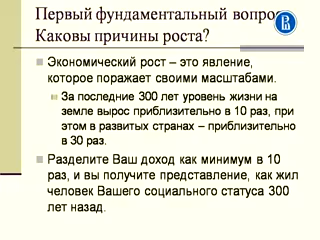 Первый фундаментальный вопрос
Каковы причины роста?
Экономический рост – это явление,
которое поражает своими масштабами.
За последние 300 лет уровень жизни на
земле вырос приблизительно в 10 раз, при
этом в развитых странах – приблизительно
в 30 раз.
Разделите Ваш доход как минимум в 10
раз, и вы получите представление, как жил
человек Вашего социального статуса 300
лет назад.